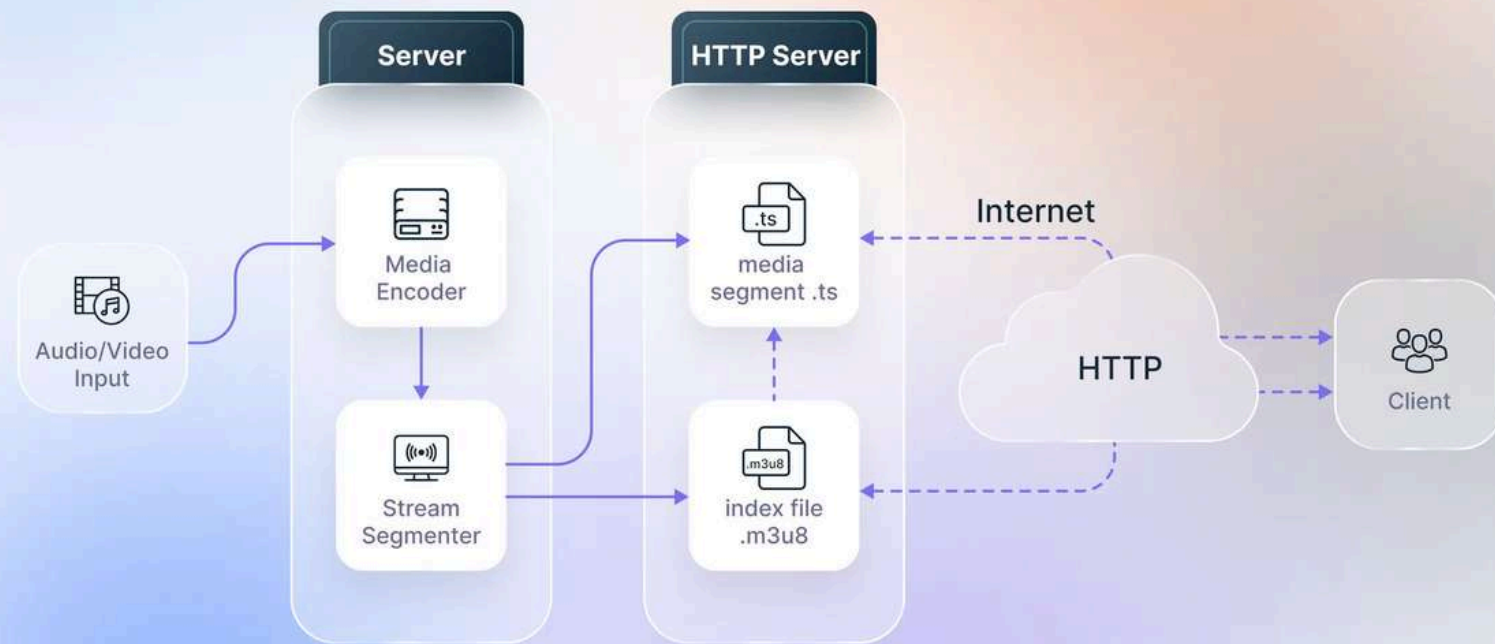 Server
HTTP Server
Audio/Video
Input
Media
Encoder
Stream
Segmenter
.ts
media
segment .ts
.m3u8
index file
.m3u8
Internet
HTTP
Client